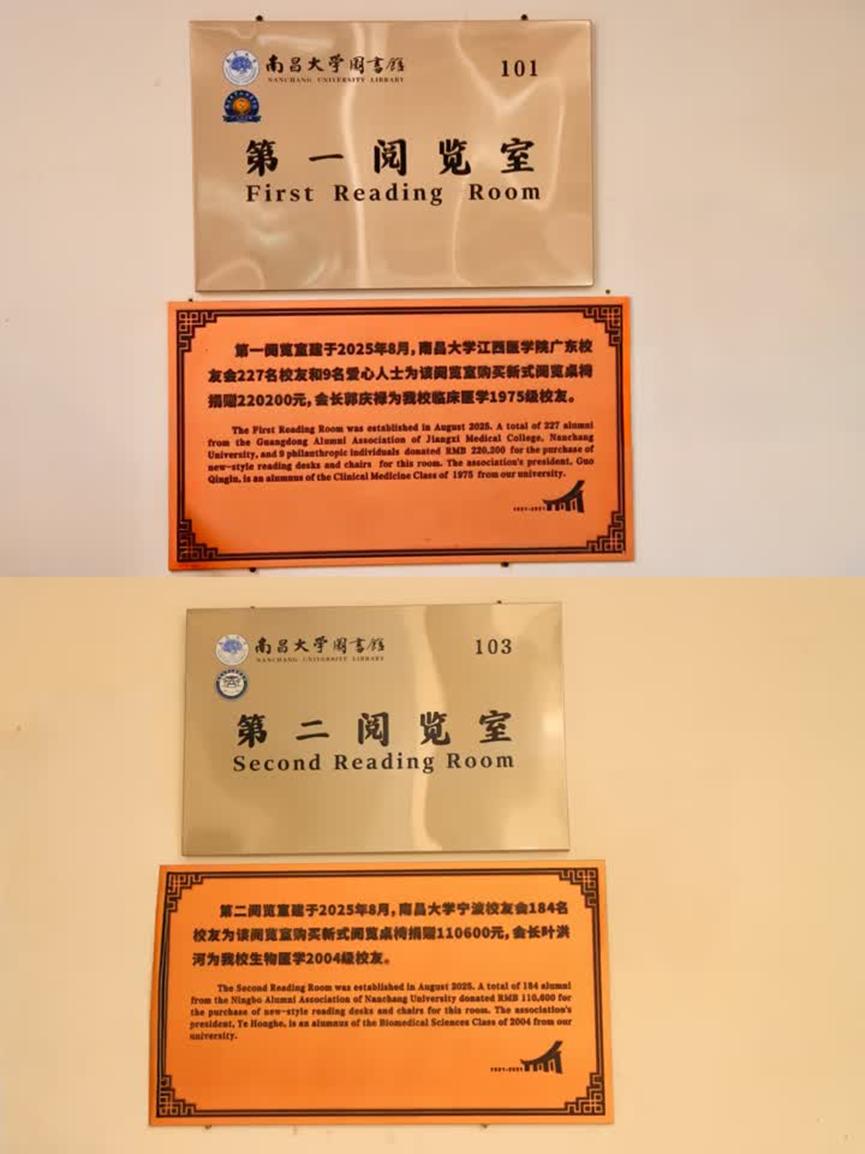 南昌大学图書館
NANCHANG UNIVERSITY LIBRARY
101
第一阅览室
First Reading Room
第一阅览室建于2025年8月，南昌大学江西医学院广东校
友会227名校友和9名爱心人士为该阅览室购买新式阅览桌椅
捐赠220200元，会长郭庆禄为我校临床医学1975级校友。
The First Reading Room was established in August 2025. A total of 227 alumni
from the Guangdong Alumni Association of Jiangxi Medical College, Nanchang
University, and 9 philanthropic individuals donated RMB 220,200 for the purchase of
new-style reading desks and chairs for this room. The association's president, Guo
Qinglu, is an alumnus of the Clinical Medicine Class of 1975 from our university.
1921-2021
南昌大学图書館
NANCHANG UNIVERSITY LIBRARY
103
第二阅览室
Second Reading Room
第二阅览室建于2025年8月，南昌大学宁波校友会184名
校友为该阅览室购买新式阅览桌椅捐赠110600元，会长叶洪
河为我校生物医学2004级校友。
The Second Reading Room was established in August 2025. A total of 184 alumni
from the Ningbo Alumni Association of Nanchang University donated RMB 110,600 for
the purchase of new-style reading desks and chairs for this room. The association's
president, Ye Honghe, is an alumnus of the Biomedical Sciences Class of 2004 from our
university.
1921-2021